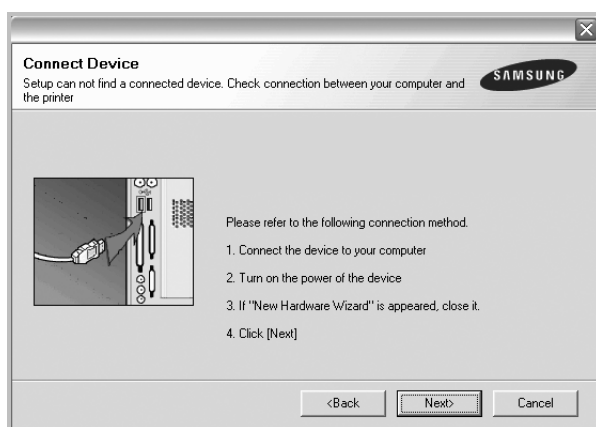 Connect Device
Setup can not find a connected device. Check connection between your computer and
the printer
SAMSUNG
Please refer to the following connection method.
1. Connect the device to your computer
2. Turn on the power of the device
3. If "New Hardware Wizard" is appeared, close it.
4. Click [Next]
<Back
Next>
Cancel